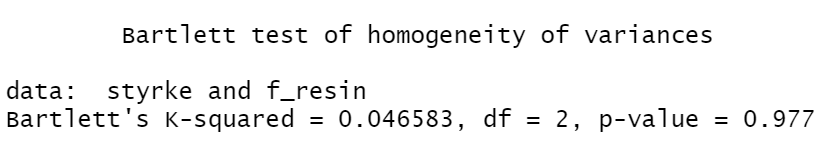 Bartlett test of homogeneity of variances
data:  styrke and f_resin
Bartlett's K-squared = 0.046583, df = 2, p-value = 0.977